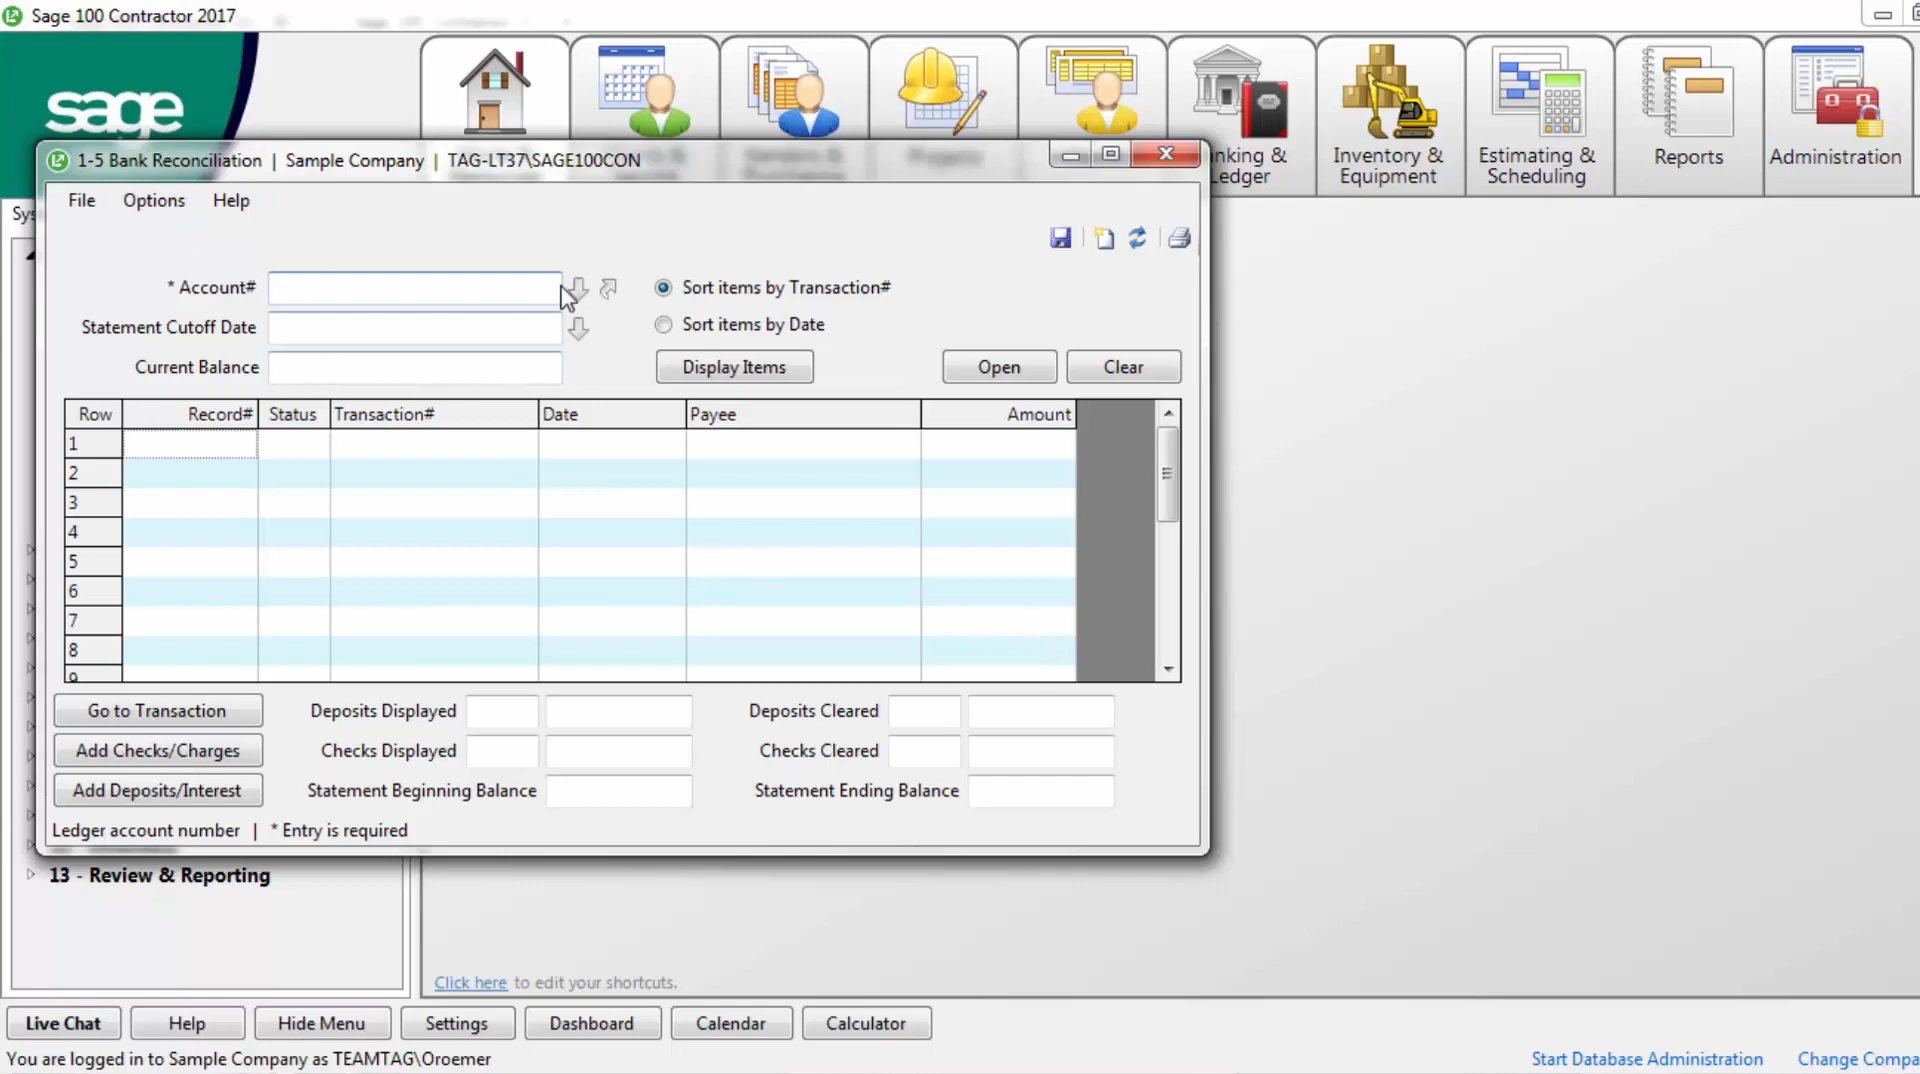 Sage 100 Contractor 2017
sage
1-5 Bank Reconciliation | Sample Company | TAG-LT37\SAGE100CON
anking &
Ledger
Inventory &
Equipment
Estimating &
Scheduling
Reports
Administration
File Options Help
Sys
* Account#
Sort items by Transaction#
Statement Cutoff Date
Sort items by Date
Current Balance
Display Items
Open
Clear
Row Record# Status Transaction# Date Payee Amount
1
2
3
4
5
6
7
8
9
Go to Transaction
Deposits Displayed
Deposits Cleared
Add Checks/Charges
Checks Displayed
Checks Cleared
Add Deposits/Interest
Statement Beginning Balance
Statement Ending Balance
Ledger account number | * Entry is required
13 - Review & Reporting
Click here to edit your shortcuts.
Live Chat
Help
Hide Menu
Settings
Dashboard
Calendar
Calculator
You are logged in to Sample Company as TEAMTAG\Oroemer
Start Database Administration
Change Compa